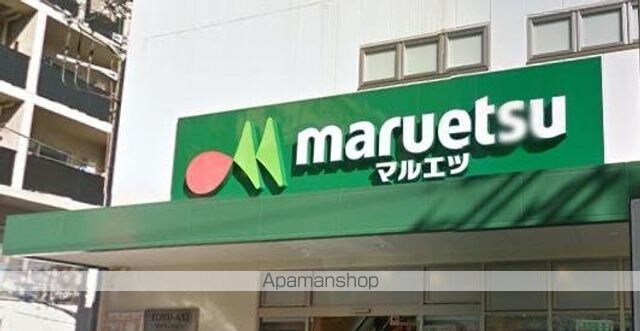 maruetsu
マルエツ
Apamanshop